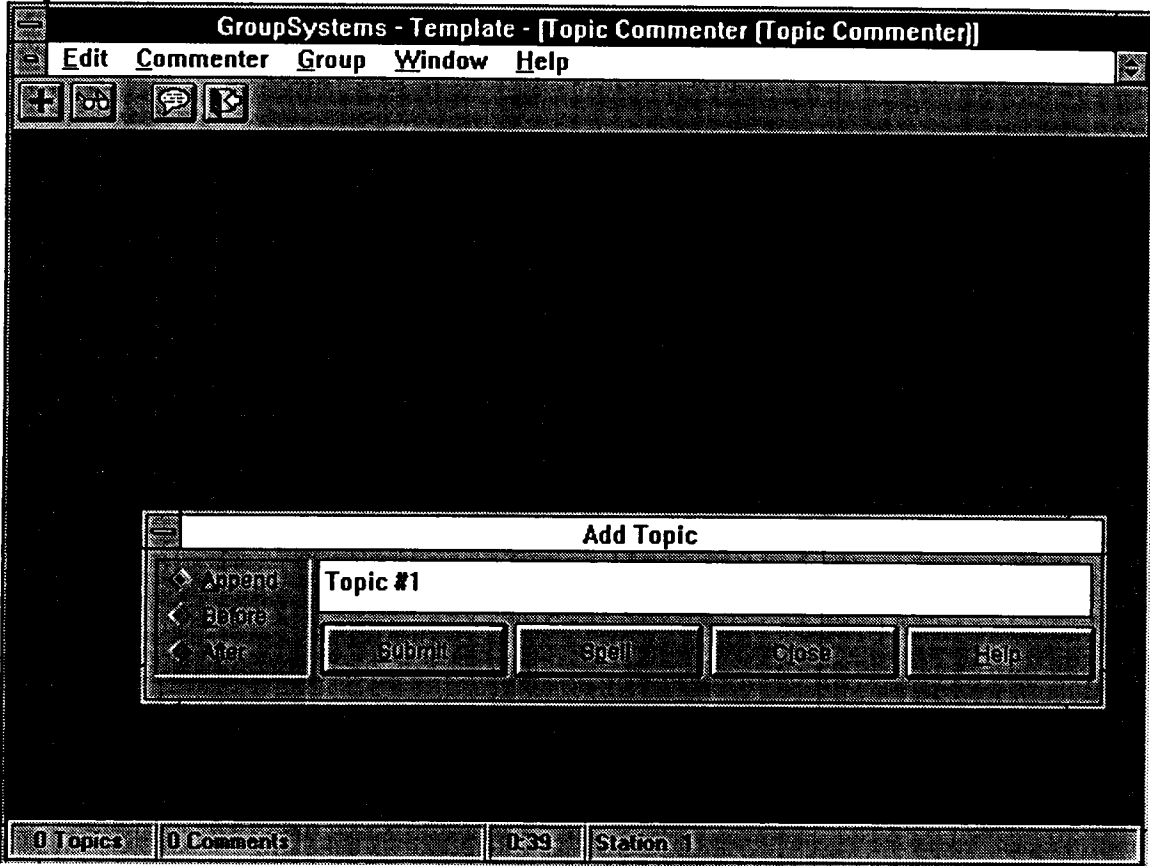 GroupSystems - Template - [Topic Commenter [Topic Commenter]]
Edit Commenter Group Window Help
Add Topic
Append
Topic #1
Before
After
Submit Spell Close Help
0 Topics 0 Comments 0:39 Station 1